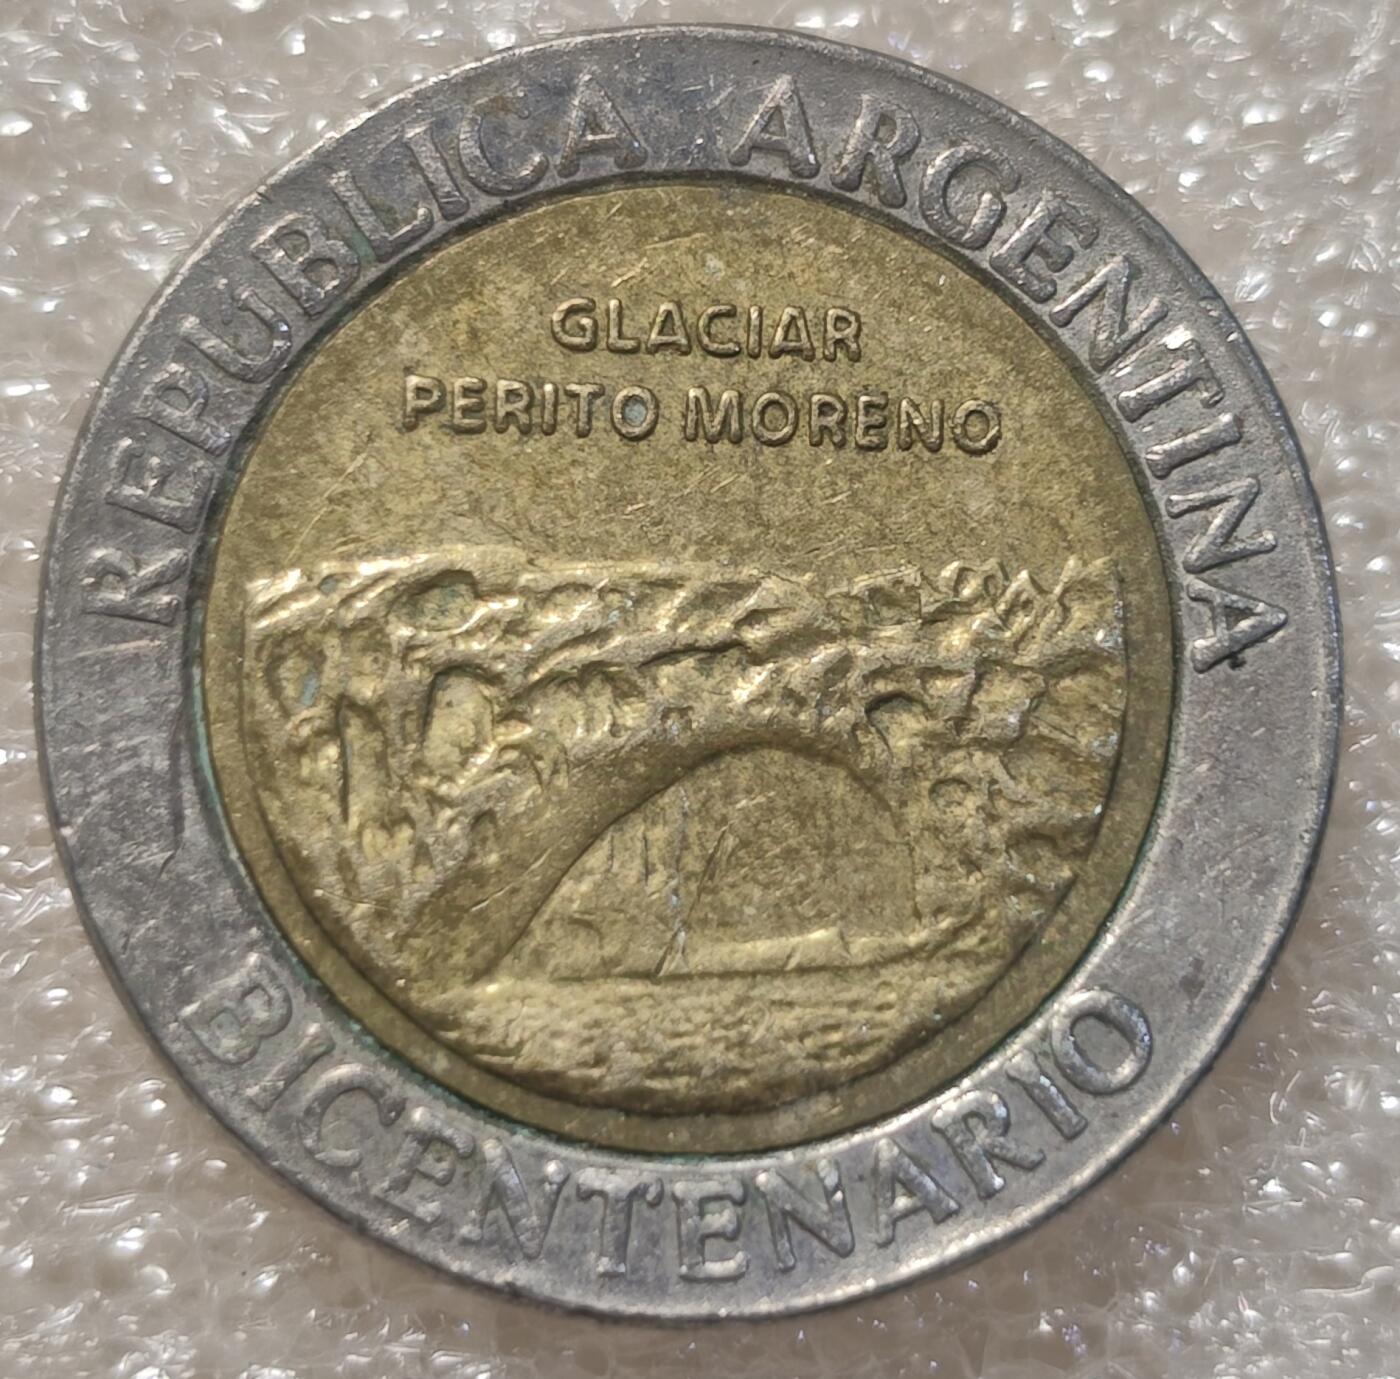 REPUBLICA ARGENTINA
GLACIAR
PERITO MORENO
BICENTENARIO